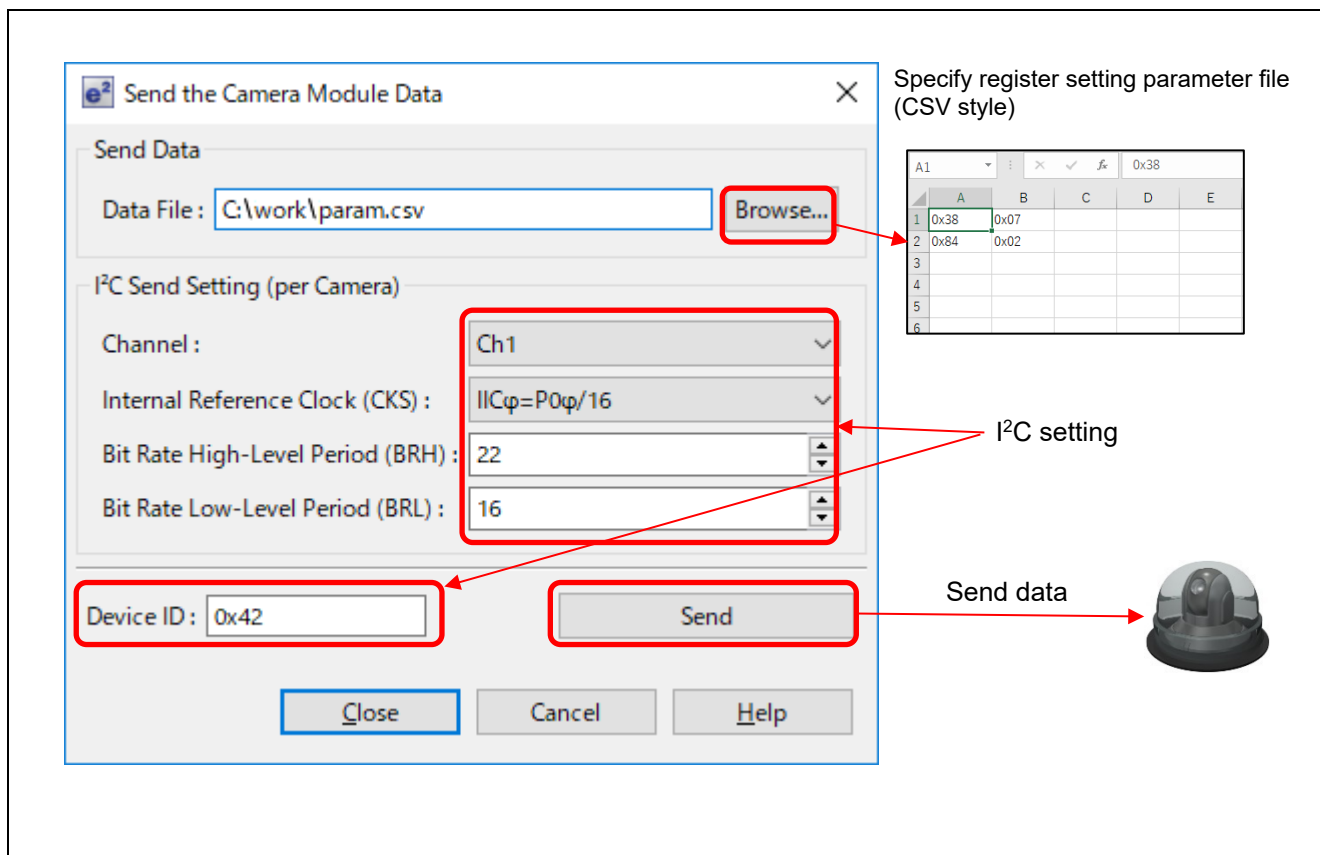 e² Send the Camera Module Data
Specify register setting parameter file
(CSV style)
Send Data
Data File : C:\work\param.csv Browse...
A1 fx 0x38
A B C D E
1 0x38 0x07
2 0x84 0x02
3
4
5
6
I²C Send Setting (per Camera)
Channel : Ch1
Internal Reference Clock (CKS) : IICφ=P0φ/16
Bit Rate High-Level Period (BRH) : 22
Bit Rate Low-Level Period (BRL) : 16
I²C setting
Device ID : 0x42 Send
Send data
Close Cancel Help